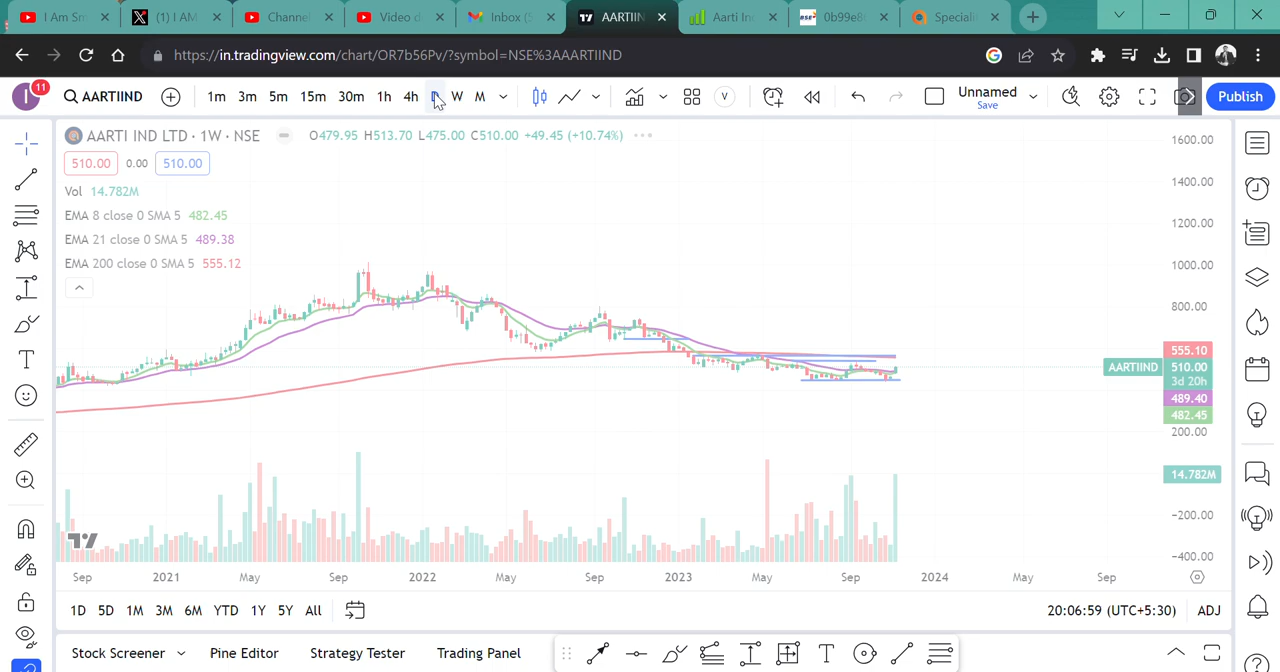 I Am Sm
(1) I AM
Channel
Video d
Inbox (5
AARTIIN
Aarti In
0b99e8
Speciali
https://in.tradingview.com/chart/OR7b56Pv/?symbol=NSE%3AAARTIIND
I 11 AARTIIND 1m 3m 5m 15m 30m 1h 4h D W M V Unnamed Save Publish
AARTI IND LTD · 1W · NSE O479.95 H513.70 L475.00 C510.00 +49.45 (+10.74%)
510.00 0.00 510.00
Vol 14.782M
EMA 8 close 0 SMA 5 482.45
EMA 21 close 0 SMA 5 489.38
EMA 200 close 0 SMA 5 555.12
1600.00
1400.00
1200.00
1000.00
800.00
555.10
AARTIIND 510.00
3d 20h
489.40
482.45
200.00
14.782M
−200.00
−400.00
Sep 2021 May Sep 2022 May Sep 2023 May Sep 2024 May Sep
1D 5D 1M 3M 6M YTD 1Y 5Y All 20:06:59 (UTC+5:30) ADJ
Stock Screener Pine Editor Strategy Tester Trading Panel